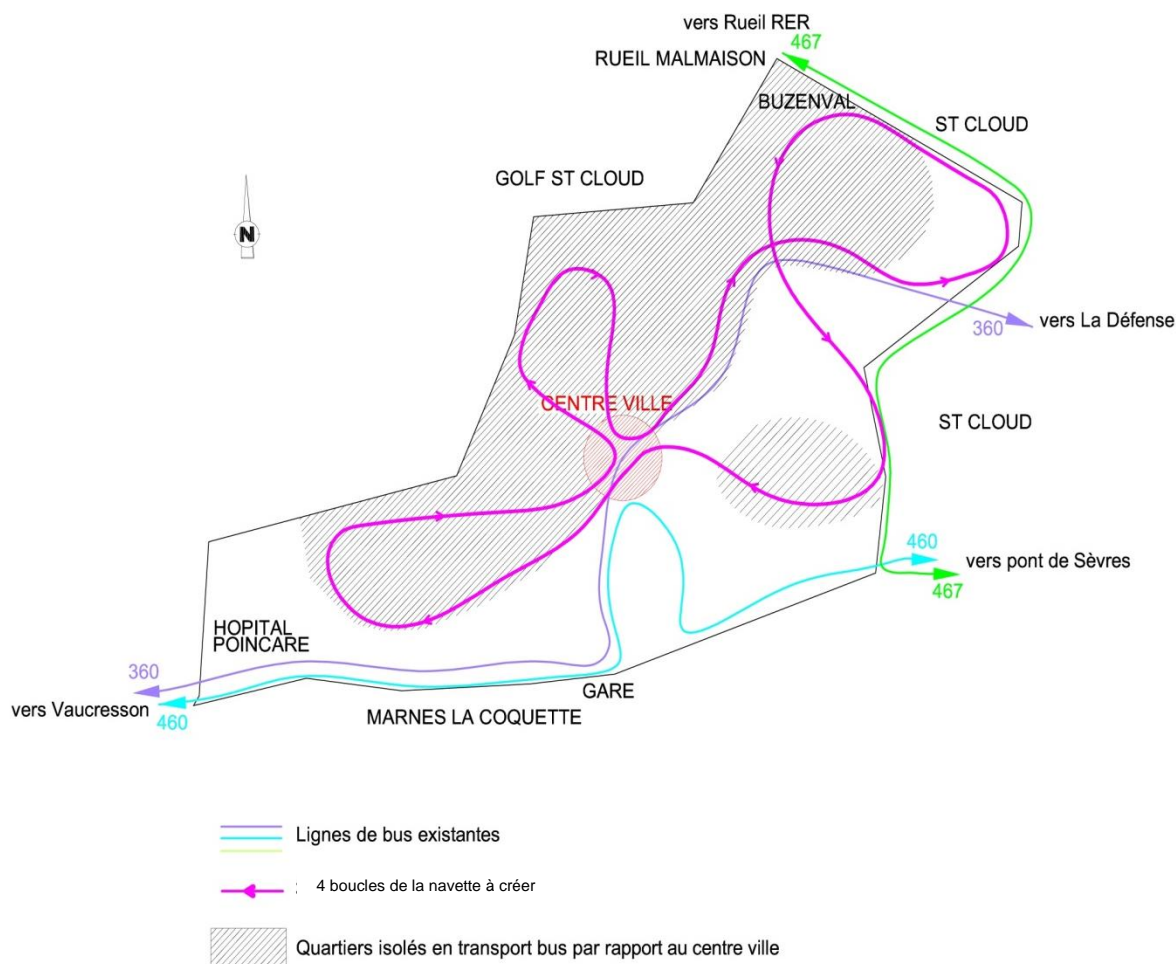 vers Rueil RER
467
RUEIL MALMAISON
BUZENVAL
ST CLOUD
GOLF ST CLOUD
N
vers La Défense
360
CENTRE VILLE
ST CLOUD
460
vers pont de Sèvres
467
HOPITAL
POINCARE
360
GARE
vers Vaucresson
460
MARNES LA COQUETTE
Lignes de bus existantes
4 boucles de la navette à créer
Quartiers isolés en transport bus par rapport au centre ville